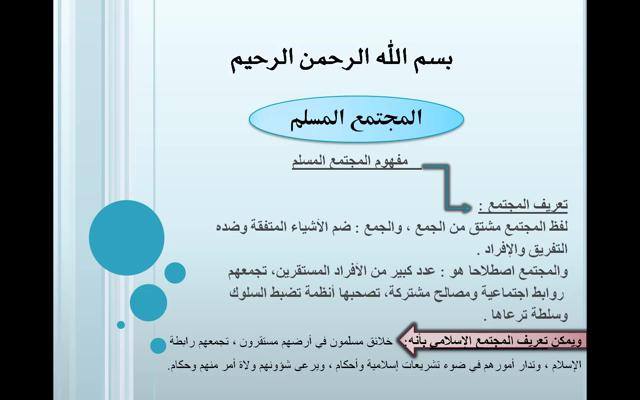 بسم الله الرحمن الرحيم
المجتمع المسلم
مفهوم المجتمع المسلم
تعريف المجتمع :
لفظ المجتمع مشتق من الجمع ، والجمع : ضم الأشياء المتفقة وضده
التفريق والإفراد .
والمجتمع اصطلاحا هو : عدد كبير من الأفراد المستقرين، تجمعهم
روابط اجتماعية ومصالح مشتركة، تصحبها أنظمة تضبط السلوك
وسلطة ترعاها .
ويمكن تعريف المجتمع الاسلامي بأنه: خلائق مسلمون في أرضهم مستقرون ، تجمعهم رابطة
الإسلام ، وتدار أمورهم في ضوء تشريعات إسلامية وأحكام ، ويرعى شؤونهم ولاة أمر منهم وحكام.